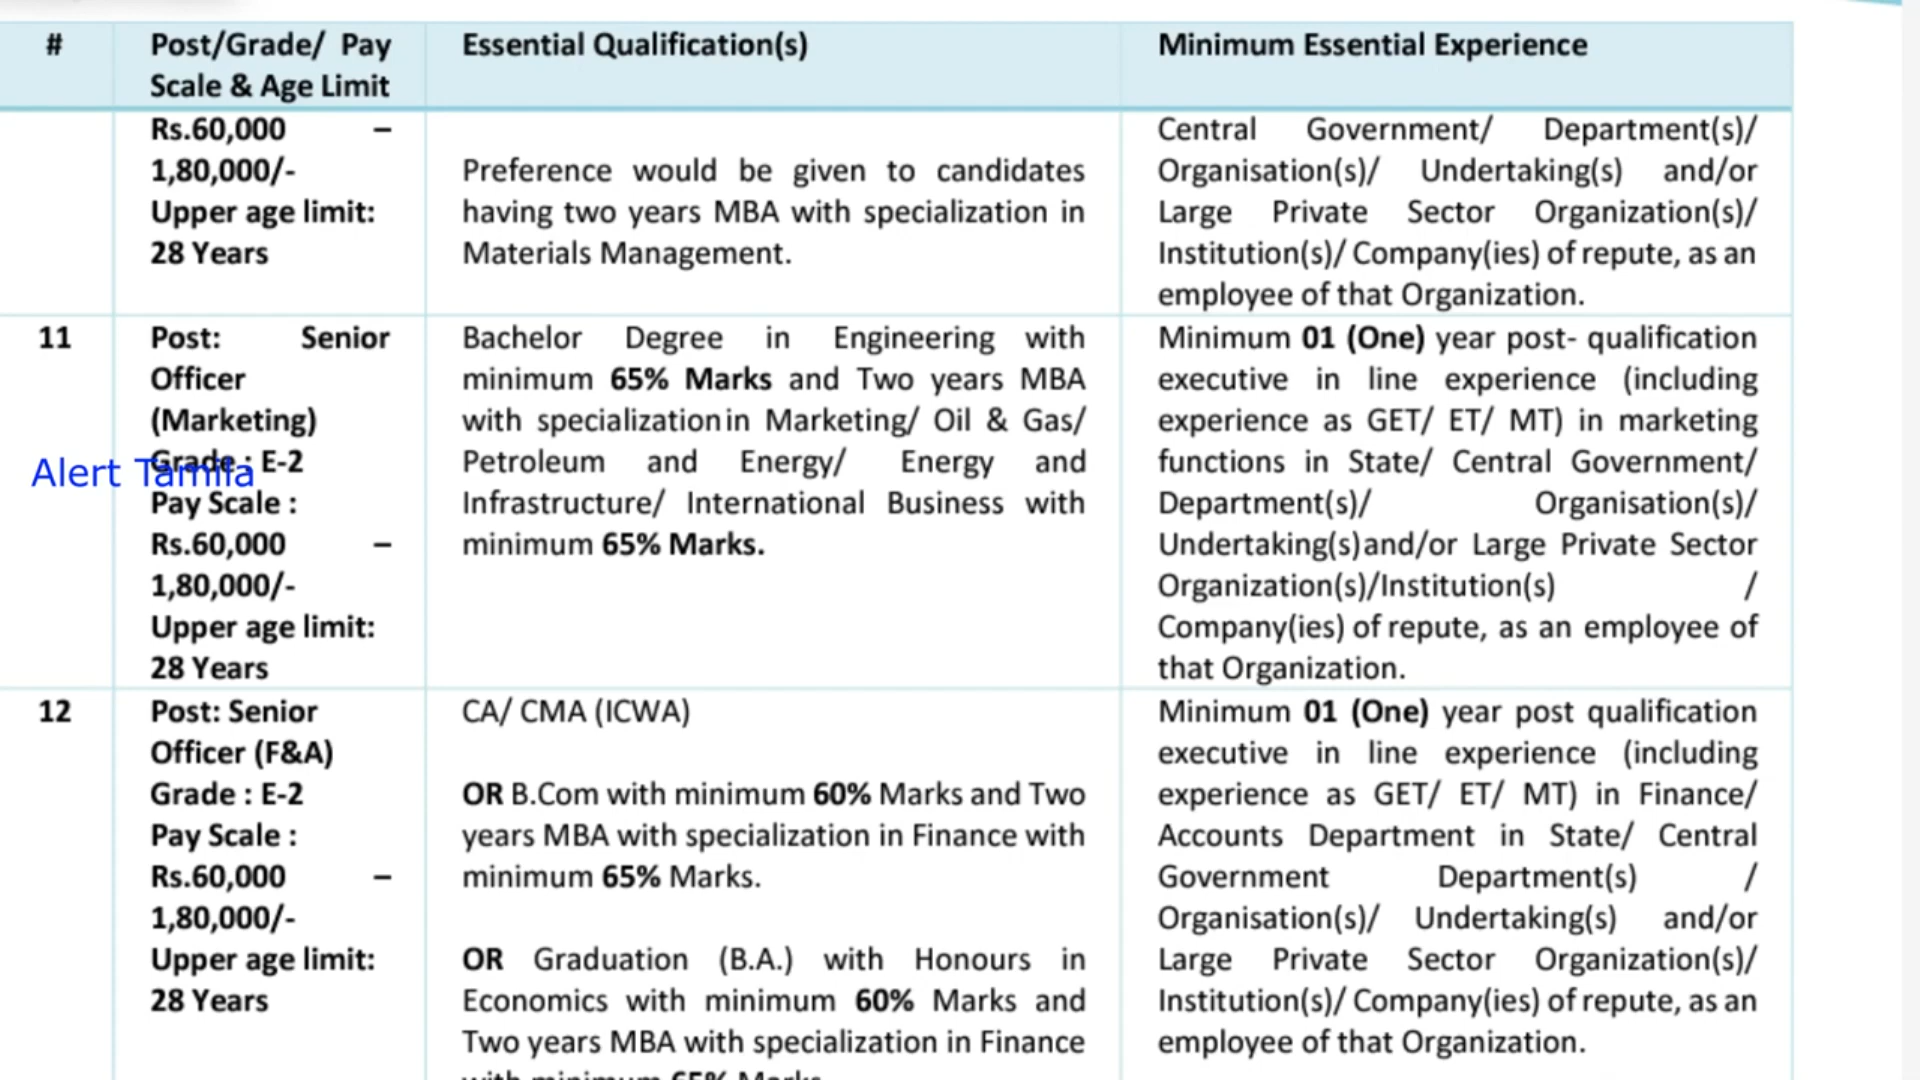 #
Post/Grade/ Pay
Scale & Age Limit
Essential Qualification(s)
Minimum Essential Experience
Rs.60,000 –
1,80,000/-
Upper age limit:
28 Years
Preference would be given to candidates
having two years MBA with specialization in
Materials Management.
Central Government/ Department(s)/
Organisation(s)/ Undertaking(s) and/or
Large Private Sector Organization(s)/
Institution(s)/ Company(ies) of repute, as an
employee of that Organization.
11
Post: Senior
Officer
(Marketing)
Grade : E-2
Pay Scale :
Rs.60,000 –
1,80,000/-
Upper age limit:
28 Years
Bachelor Degree in Engineering with
minimum 65% Marks and Two years MBA
with specialization in Marketing/ Oil & Gas/
Petroleum and Energy/ Energy and
Infrastructure/ International Business with
minimum 65% Marks.
Minimum 01 (One) year post- qualification
executive in line experience (including
experience as GET/ ET/ MT) in marketing
functions in State/ Central Government/
Department(s)/ Organisation(s)/
Undertaking(s)and/or Large Private Sector
Organization(s)/Institution(s) /
Company(ies) of repute, as an employee of
that Organization.
Alert Tamila
12
Post: Senior
Officer (F&A)
Grade : E-2
Pay Scale :
Rs.60,000 –
1,80,000/-
Upper age limit:
28 Years
CA/ CMA (ICWA)
OR B.Com with minimum 60% Marks and Two
years MBA with specialization in Finance with
minimum 65% Marks.
OR Graduation (B.A.) with Honours in
Economics with minimum 60% Marks and
Two years MBA with specialization in Finance
with minimum 65% Marks
Minimum 01 (One) year post qualification
executive in line experience (including
experience as GET/ ET/ MT) in Finance/
Accounts Department in State/ Central
Government Department(s) /
Organisation(s)/ Undertaking(s) and/or
Large Private Sector Organization(s)/
Institution(s)/ Company(ies) of repute, as an
employee of that Organization.